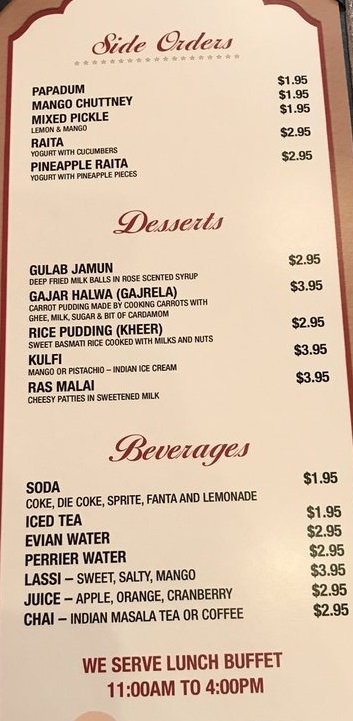 Side Orders
PAPADUM $1.95
MANGO CHUTTNEY $1.95
MIXED PICKLE $1.95
LEMON & MANGO
RAITA $2.95
YOGURT WITH CUCUMBERS
PINEAPPLE RAITA $2.95
YOGURT WITH PINEAPPLE PIECES
Desserts
GULAB JAMUN $2.95
DEEP FRIED MILK BALLS IN ROSE SCENTED SYRUP
GAJAR HALWA (GAJRELA) $3.95
CARROT PUDDING MADE BY COOKING CARROTS WITH
GHEE, MILK, SUGAR & BIT OF CARDAMOM
RICE PUDDING (KHEER) $2.95
SWEET BASMATI RICE COOKED WITH MILKS AND NUTS
KULFI $3.95
MANGO OR PISTACHIO – INDIAN ICE CREAM
RAS MALAI $3.95
CHEESY PATTIES IN SWEETENED MILK
Beverages
SODA $1.95
COKE, DIE COKE, SPRITE, FANTA AND LEMONADE
ICED TEA $1.95
EVIAN WATER $2.95
PERRIER WATER $2.95
LASSI – SWEET, SALTY, MANGO $3.95
JUICE – APPLE, ORANGE, CRANBERRY $2.95
CHAI – INDIAN MASALA TEA OR COFFEE $2.95
WE SERVE LUNCH BUFFET
11:00AM TO 4:00PM